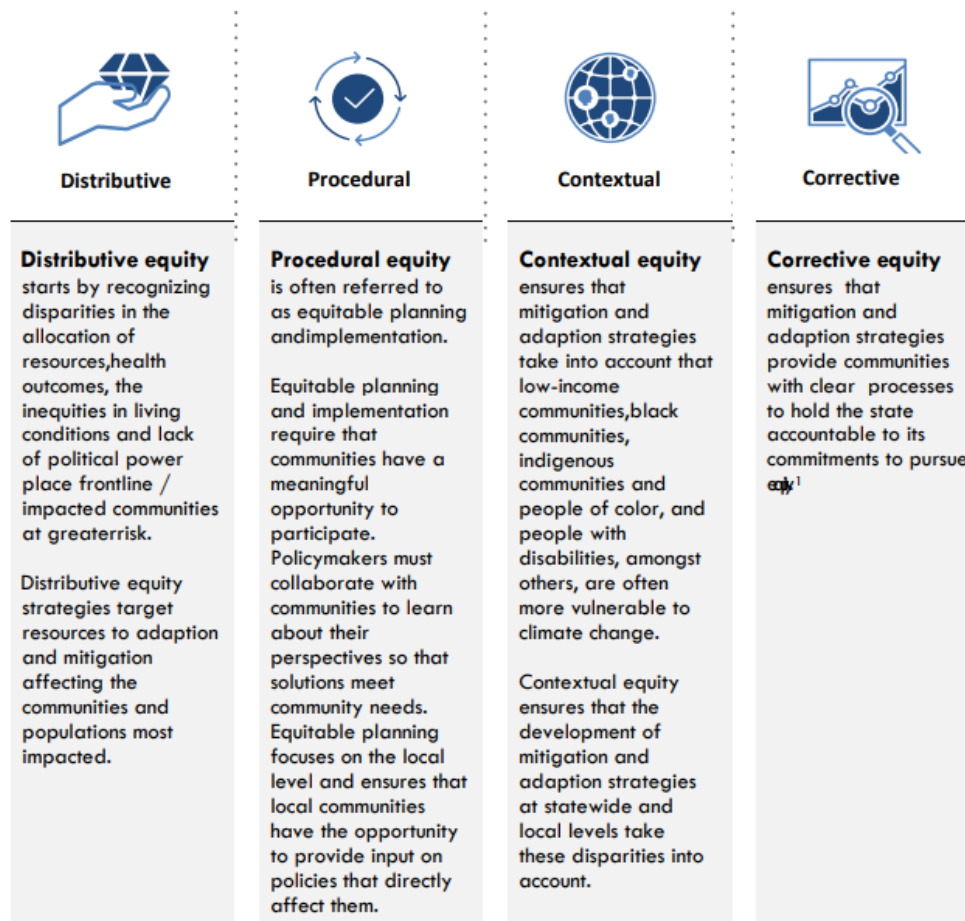 Distributive
Procedural
Contextual
Corrective
Distributive equity
starts by recognizing
disparities in the
allocation of
resources,health
outcomes, the
inequities in living
conditions and lack
of political power
place frontline /
impacted communities
at greaterrisk.
Distributive equity
strategies target
resources to adaption
and mitigation
affecting the
communities and
populations most
impacted.
Procedural equity
is often referred to
as equitable planning
andimplementation.
Equitable planning
and implementation
require that
communities have a
meaningful
opportunity to
participate.
Policymakers must
collaborate with
communities to learn
about their
perspectives so that
solutions meet
community needs.
Equitable planning
focuses on the local
level and ensures that
local communities
have the opportunity
to provide input on
policies that directly
affect them.
Contextual equity
ensures that
mitigation and
adaption strategies
take into account that
low-income
communities,black
communities,
indigenous
communities and
people of color, and
people with
disabilities, amongst
others, are often
more vulnerable to
climate change.
Contextual equity
ensures that the
development of
mitigation and
adaption strategies
at statewide and
local levels take
these disparities into
account.
Corrective equity
ensures that
mitigation and
adaption strategies
provide communities
with clear processes
to hold the state
accountable to its
commitments to pursue
1